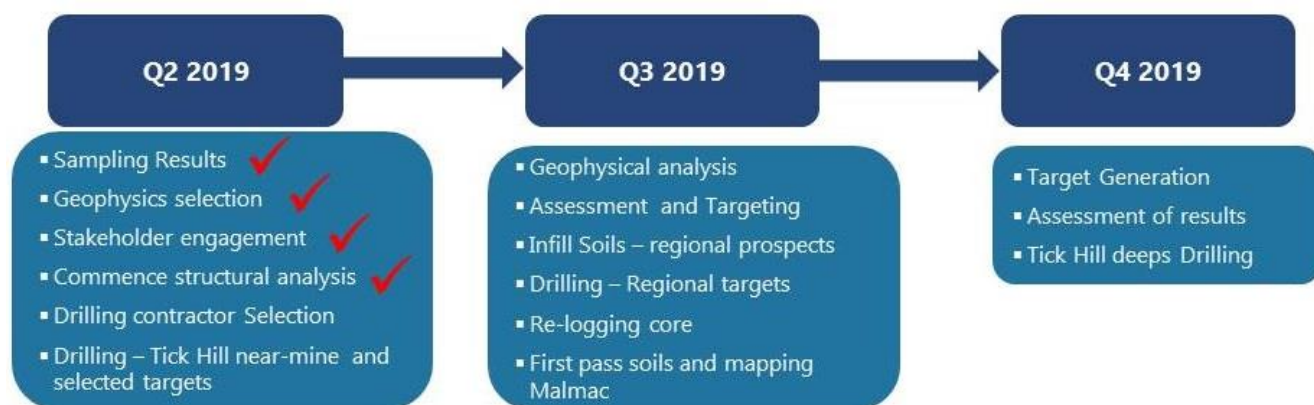 Q2 2019
▪ Sampling Results
▪ Geophysics selection
▪ Stakeholder engagement
▪ Commence structural analysis
▪ Drilling contractor Selection
▪ Drilling – Tick Hill near-mine and
selected targets
Q3 2019
▪ Geophysical analysis
▪ Assessment and Targeting
▪ Infill Soils – regional prospects
▪ Drilling – Regional targets
▪ Re-logging core
▪ First pass soils and mapping
Malmac
Q4 2019
▪ Target Generation
▪ Assessment of results
▪ Tick Hill deeps Drilling